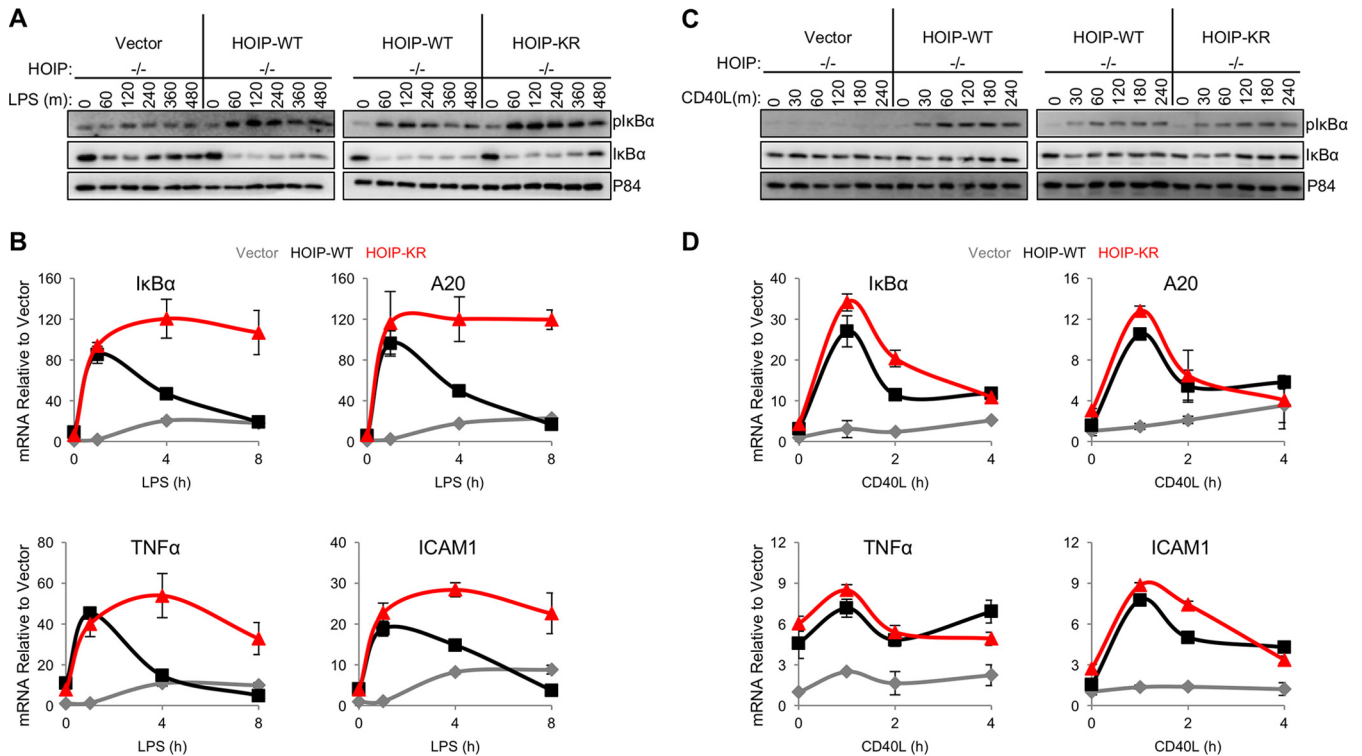 A
Vector HOIP-WT HOIP-WT HOIP-KR
HOIP: -/- -/- -/- -/-
LPS (m) 0 60 120 240 360 480 0 60 120 240 360 480 0 60 120 240 360 480 0 60 120 240 360 480
pIκBα
IκBα
P84
C
Vector HOIP-WT HOIP-WT HOIP-KR
HOIP: -/- -/- -/- -/-
CD40L(m) 0 30 60 120 180 240 0 30 60 120 180 240 0 30 60 120 180 240 0 30 60 120 180 240
pIκBα
IκBα
P84
B
Vector HOIP-WT HOIP-KR
IκBα
mRNA Relative to Vector
160
120
80
40
0
0 4 8
LPS (h)
A20
160
120
80
40
0
0 4 8
LPS (h)
TNFα
mRNA Relative to Vector
80
60
40
20
0
0 4 8
LPS (h)
ICAM1
40
30
20
10
0
0 4 8
LPS (h)
D
Vector HOIP-WT HOIP-KR
IκBα
mRNA Relative to Vector
40
30
20
10
0
0 2 4
CD40L (h)
A20
16
12
8
4
0
0 2 4
CD40L (h)
TNFα
mRNA Relative to Vector
12
9
6
3
0
0 2 4
CD40L (h)
ICAM1
12
9
6
3
0
0 2 4
CD40L (h)